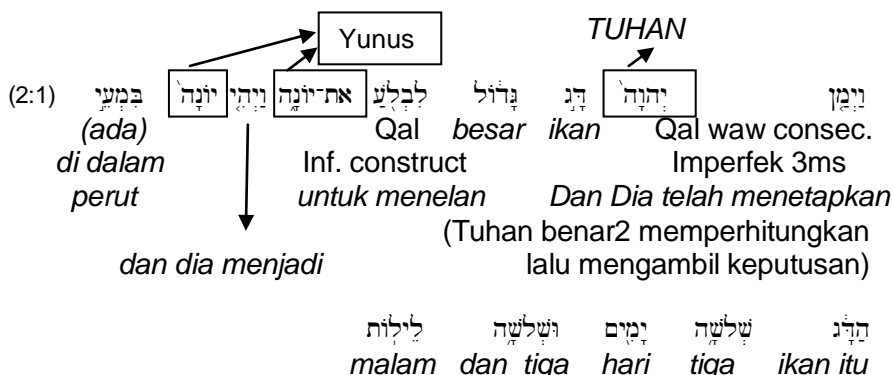 Yunus TUHAN
(2:1) וַיְמַ֤ן יְהוָה֙ דָּ֣ג גָּד֔וֹל לִבְלֹ֖עַ את־יוֹנָ֑ה וַיְהִ֤י יוֹנָה֙ בִּמְעֵ֣י
(ada) Qal besar ikan Qal waw consec.
di dalam Inf. construct Imperfek 3ms
perut untuk menelan Dan Dia telah menetapkan
(Tuhan benar2 memperhitungkan
dan dia menjadi lalu mengambil keputusan)
הַדָּ֔ג שְׁלֹשָׁ֥ה יָמִ֖ים וּשְׁלֹשָׁ֥ה לֵילֽוֹת
malam dan tiga hari tiga ikan itu